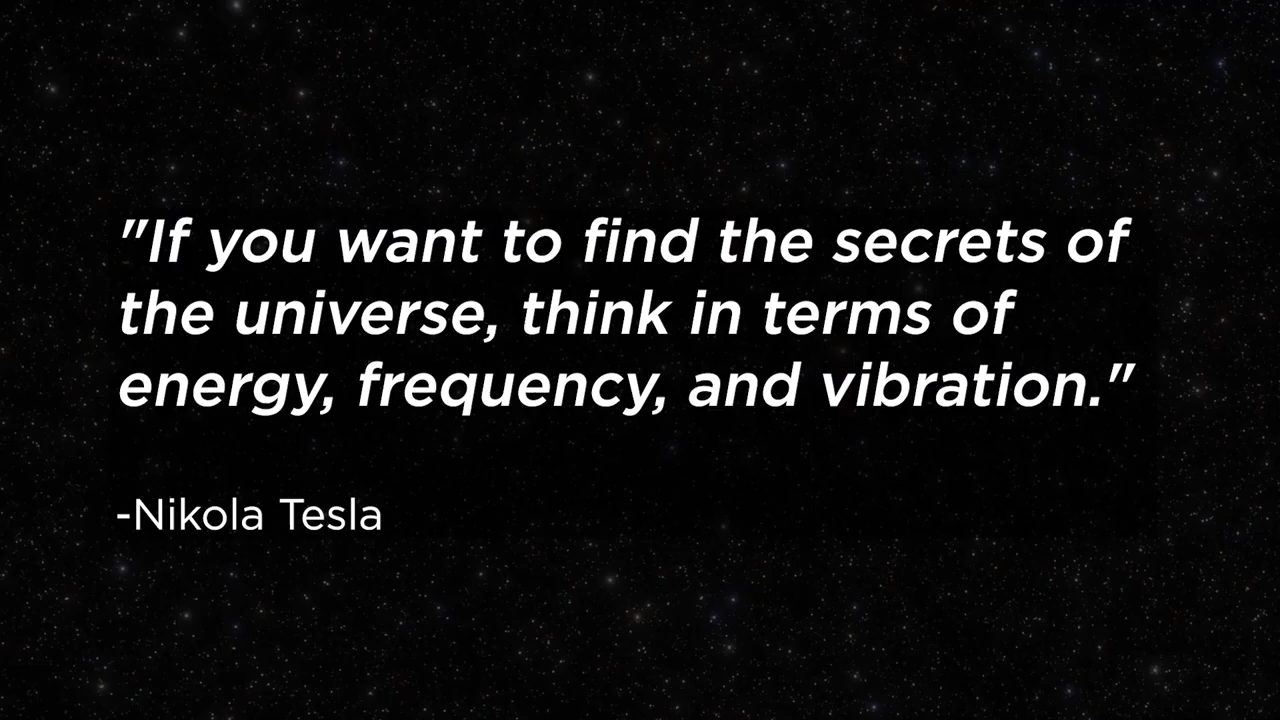 "If you want to find the secrets of
the universe, think in terms of
energy, frequency, and vibration."
-Nikola Tesla